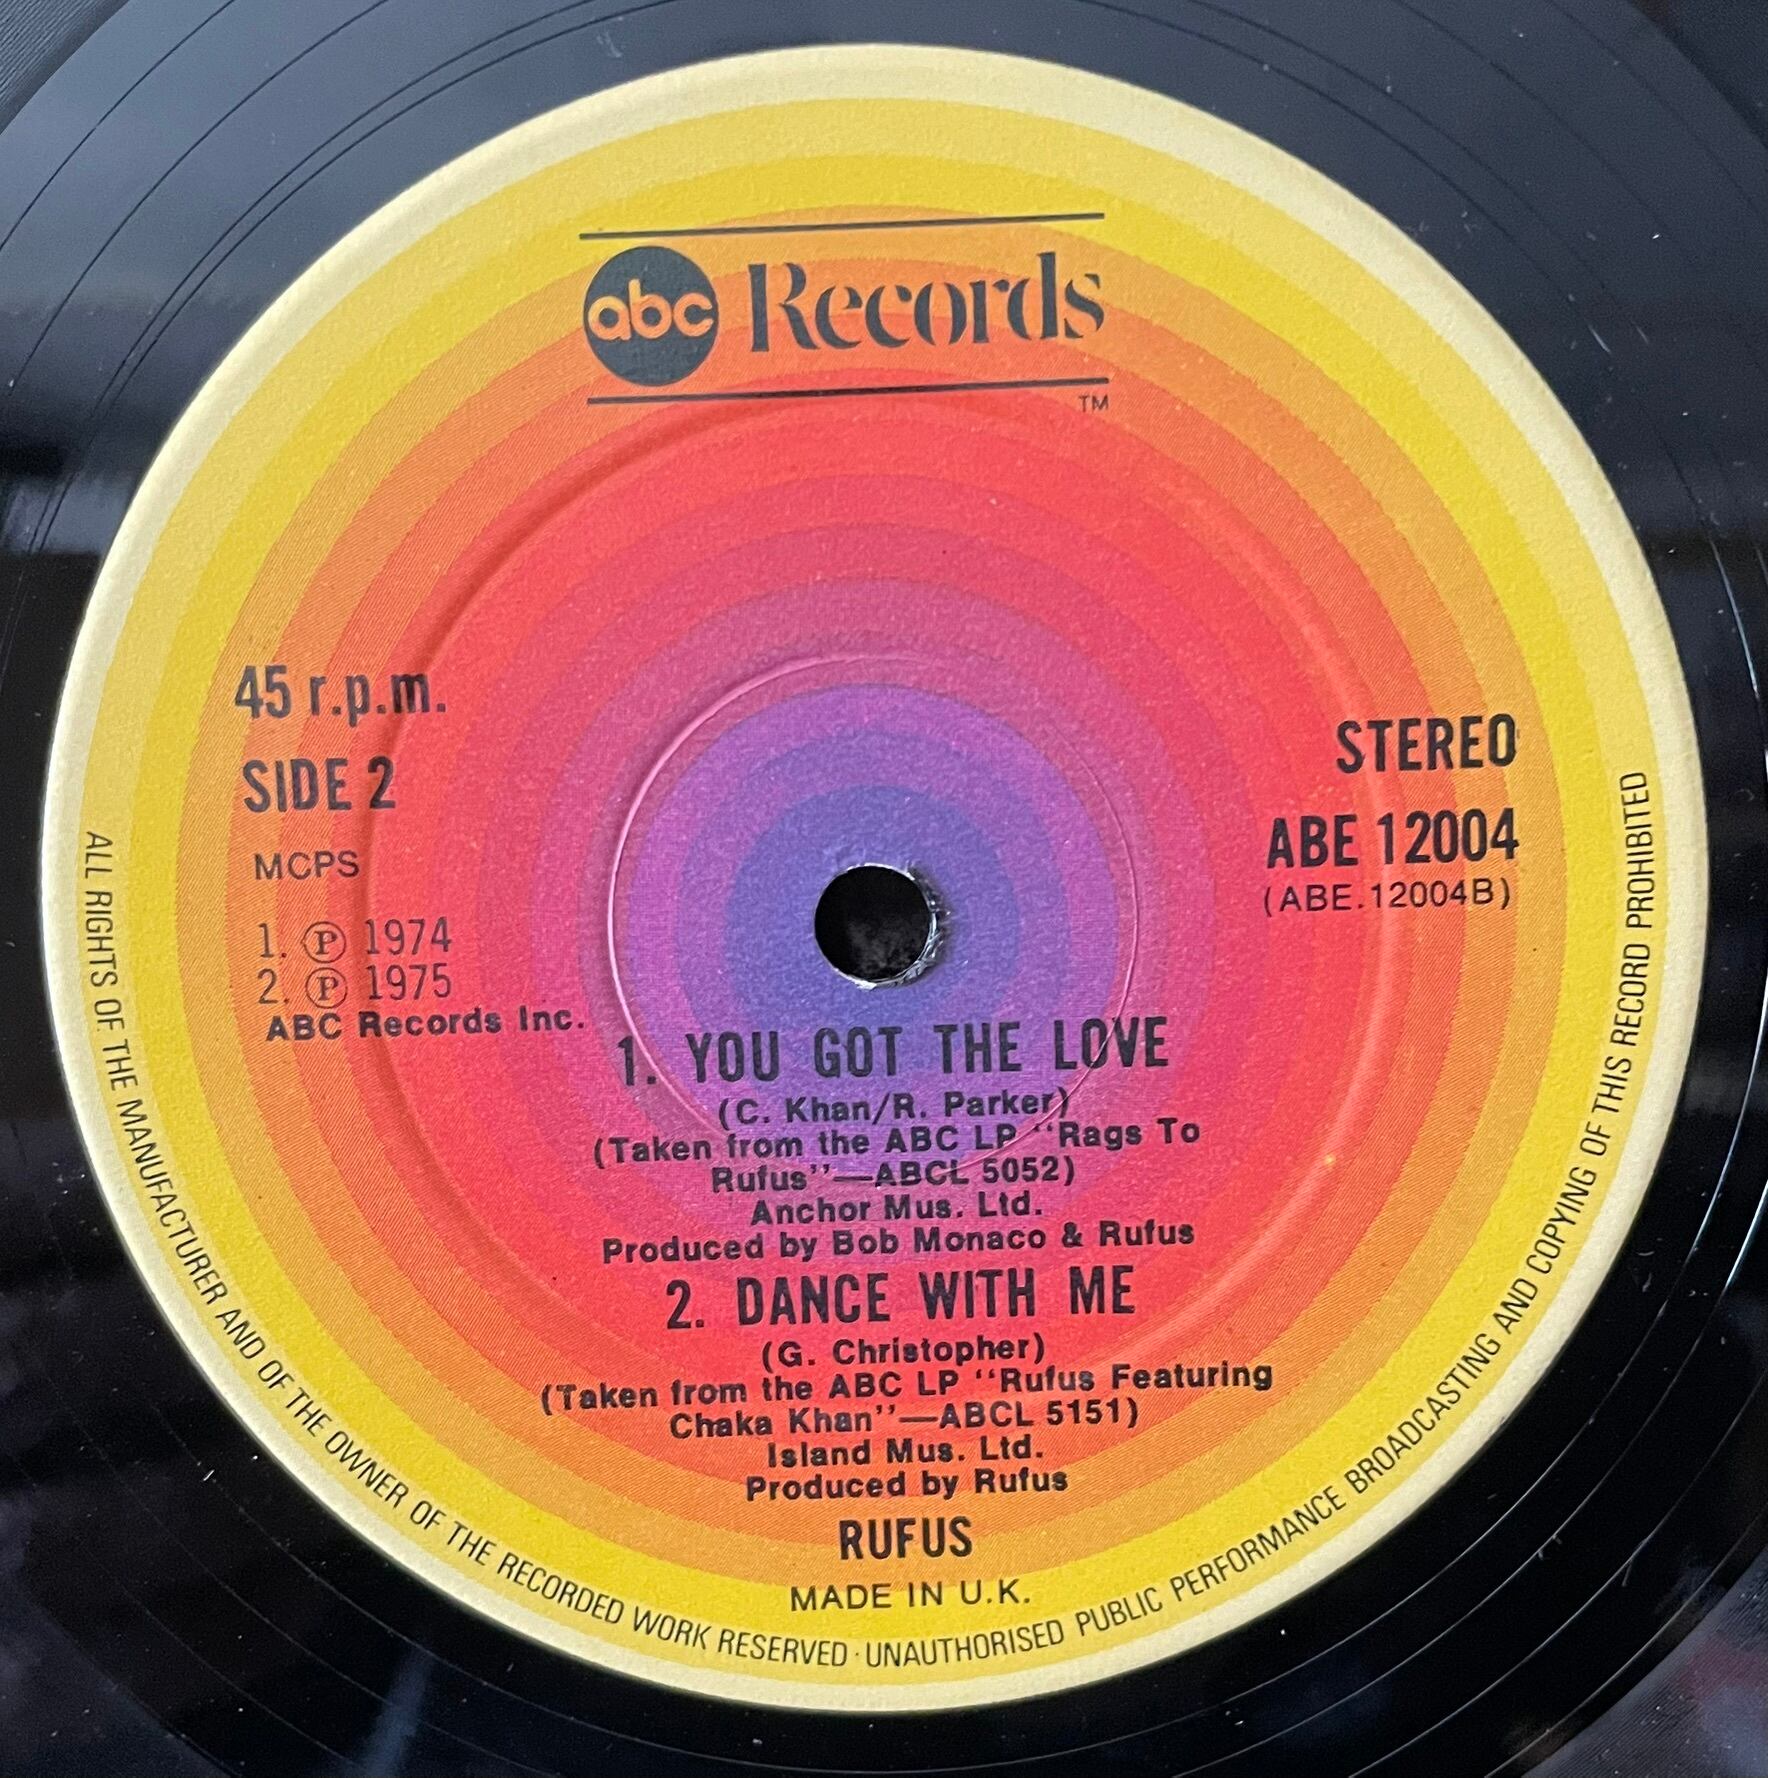 abc Records
TM
45 r.p.m.
SIDE 2
MCPS
1. Ⓟ 1974
2. Ⓟ 1975
ABC Records Inc.
STEREO
ABE 12004
(ABE.12004B)
1. YOU GOT THE LOVE
(C. Khan/R. Parker)
(Taken from the ABC LP "Rags To
Rufus"—ABCL 5052)
Anchor Mus. Ltd.
Produced by Bob Monaco & Rufus
2. DANCE WITH ME
(G. Christopher)
(Taken from the ABC LP "Rufus Featuring
Chaka Khan"—ABCL 5151)
Island Mus. Ltd.
Produced by Rufus
RUFUS
MADE IN U.K.
ALL RIGHTS OF THE MANUFACTURER AND OF THE OWNER OF THE RECORDED WORK RESERVED · UNAUTHORISED PUBLIC PERFORMANCE BROADCASTING AND COPYING OF THIS RECORD PROHIBITED